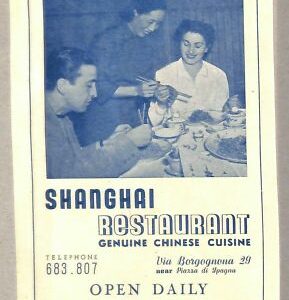 SHANGHAI
RESTAURANT
GENUINE CHINESE CUISINE
TELEPHONE
683.807
Via Borgognona 29
near Piazza di Spagna
OPEN DAILY